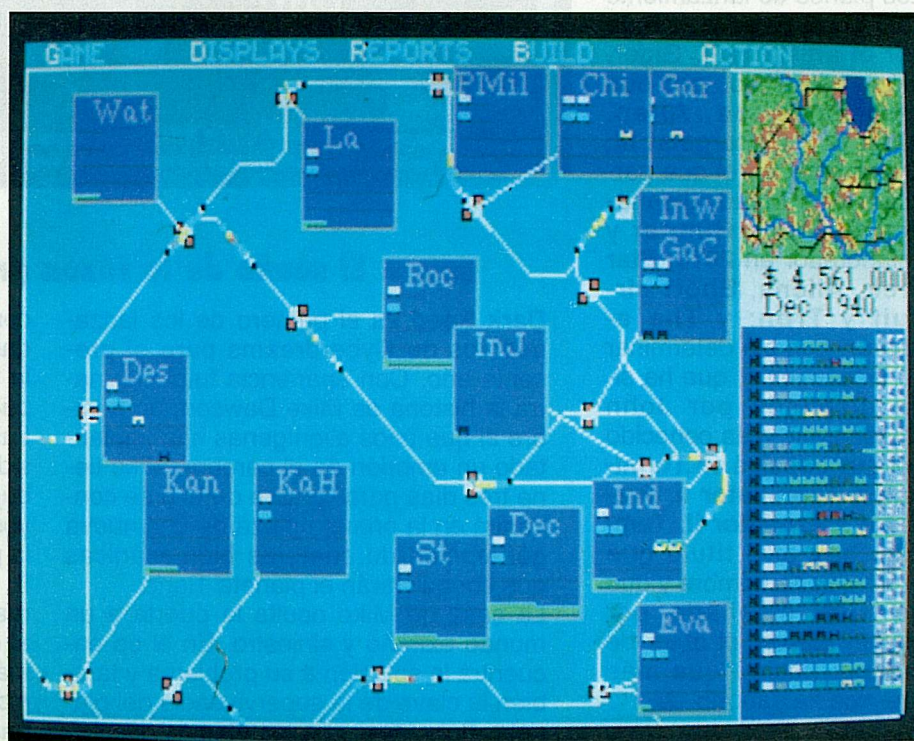 GAME DISPLAYS REPORTS BUILD ACTION
Wat
La
PMil
Chi
Gar
InW
GaC
Roc
InJ
Des
Kan
KaH
St
Dec
Ind
Eva
$ 4,561,000
Dec 1940